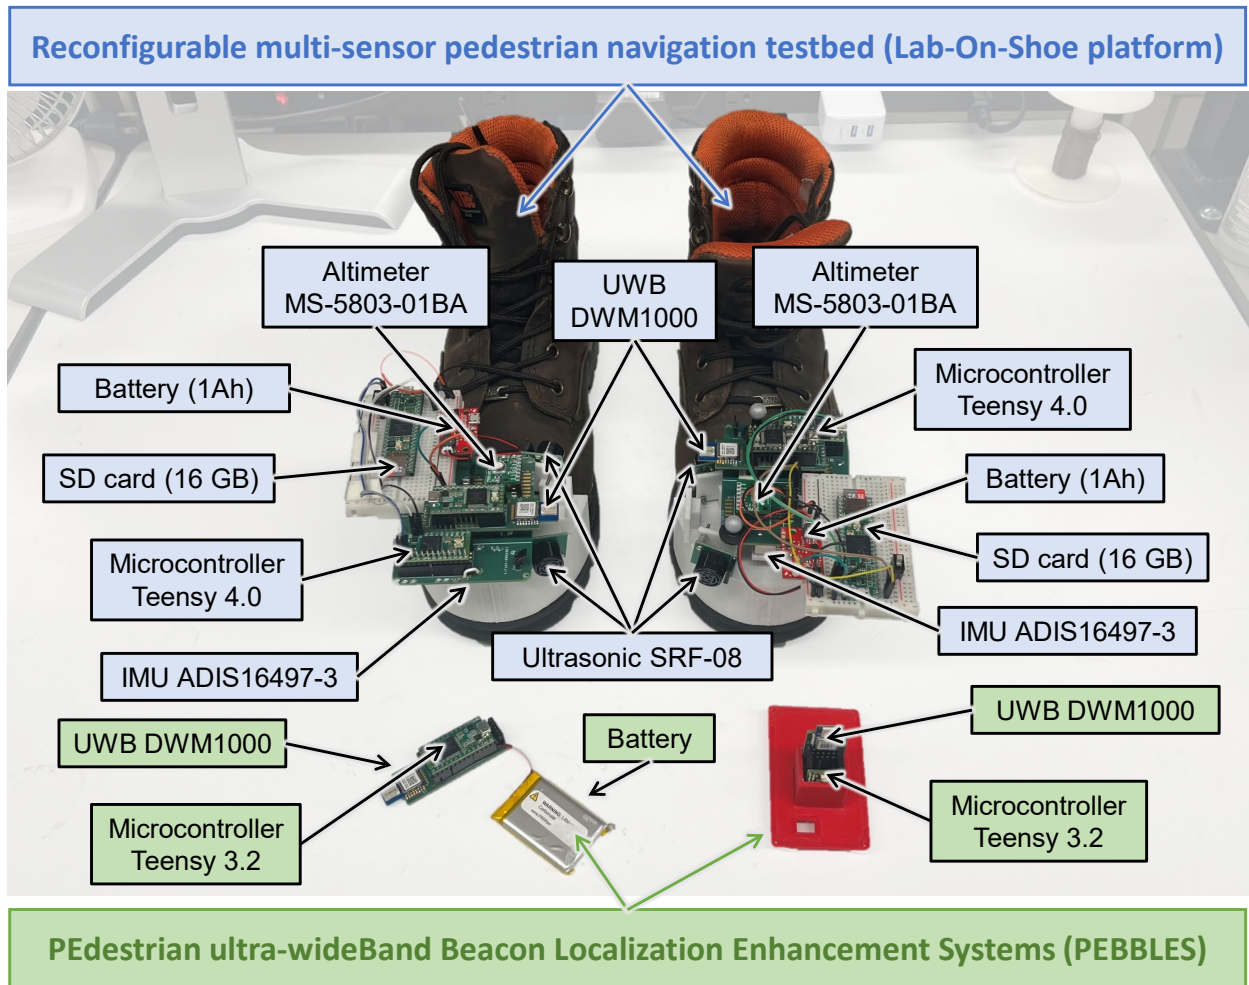 Reconfigurable multi-sensor pedestrian navigation testbed (Lab-On-Shoe platform)
Altimeter
MS-5803-01BA
UWB
DWM1000
Altimeter
MS-5803-01BA
Battery (1Ah)
Microcontroller
Teensy 4.0
SD card (16 GB)
Battery (1Ah)
Microcontroller
Teensy 4.0
SD card (16 GB)
IMU ADIS16497-3
Ultrasonic SRF-08
IMU ADIS16497-3
UWB DWM1000
Battery
UWB DWM1000
WARNING
Microcontroller
Teensy 3.2
Microcontroller
Teensy 3.2
PEdestrian ultra-wideBand Beacon Localization Enhancement Systems (PEBBLES)